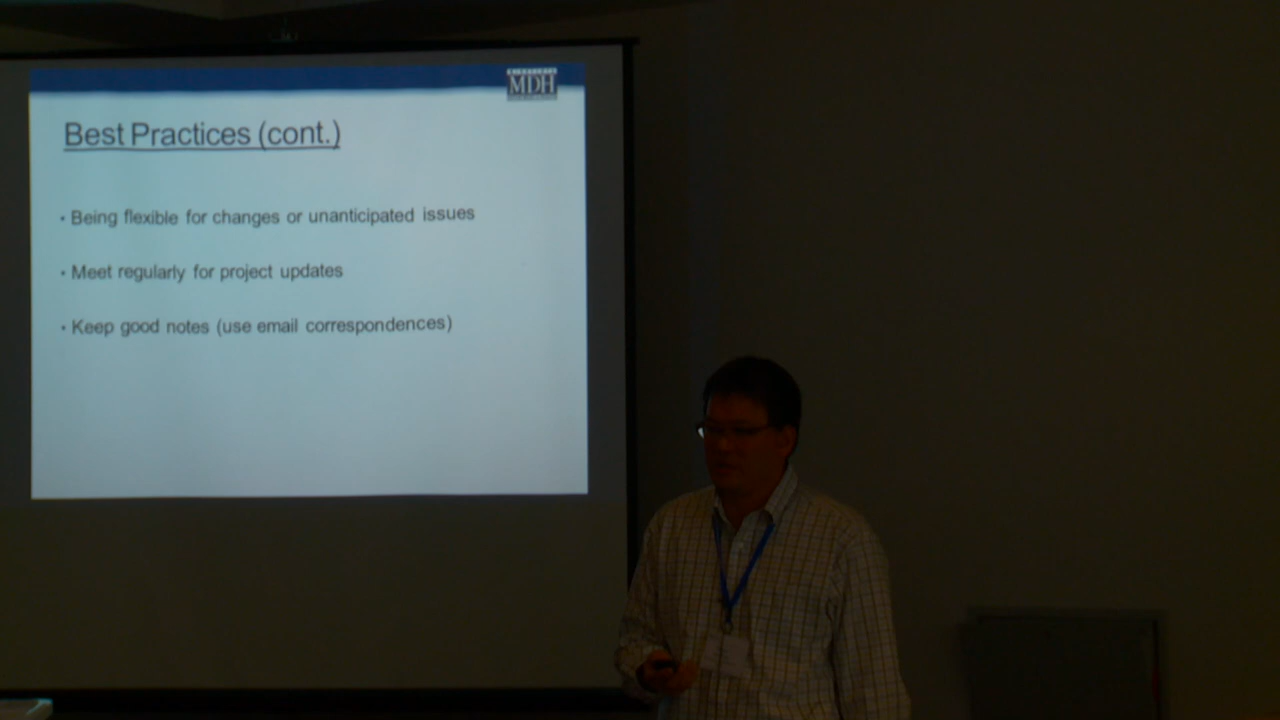 MDH
Best Practices (cont.)
• Being flexible for changes or unanticipated issues
• Meet regularly for project updates
• Keep good notes (use email correspondences)